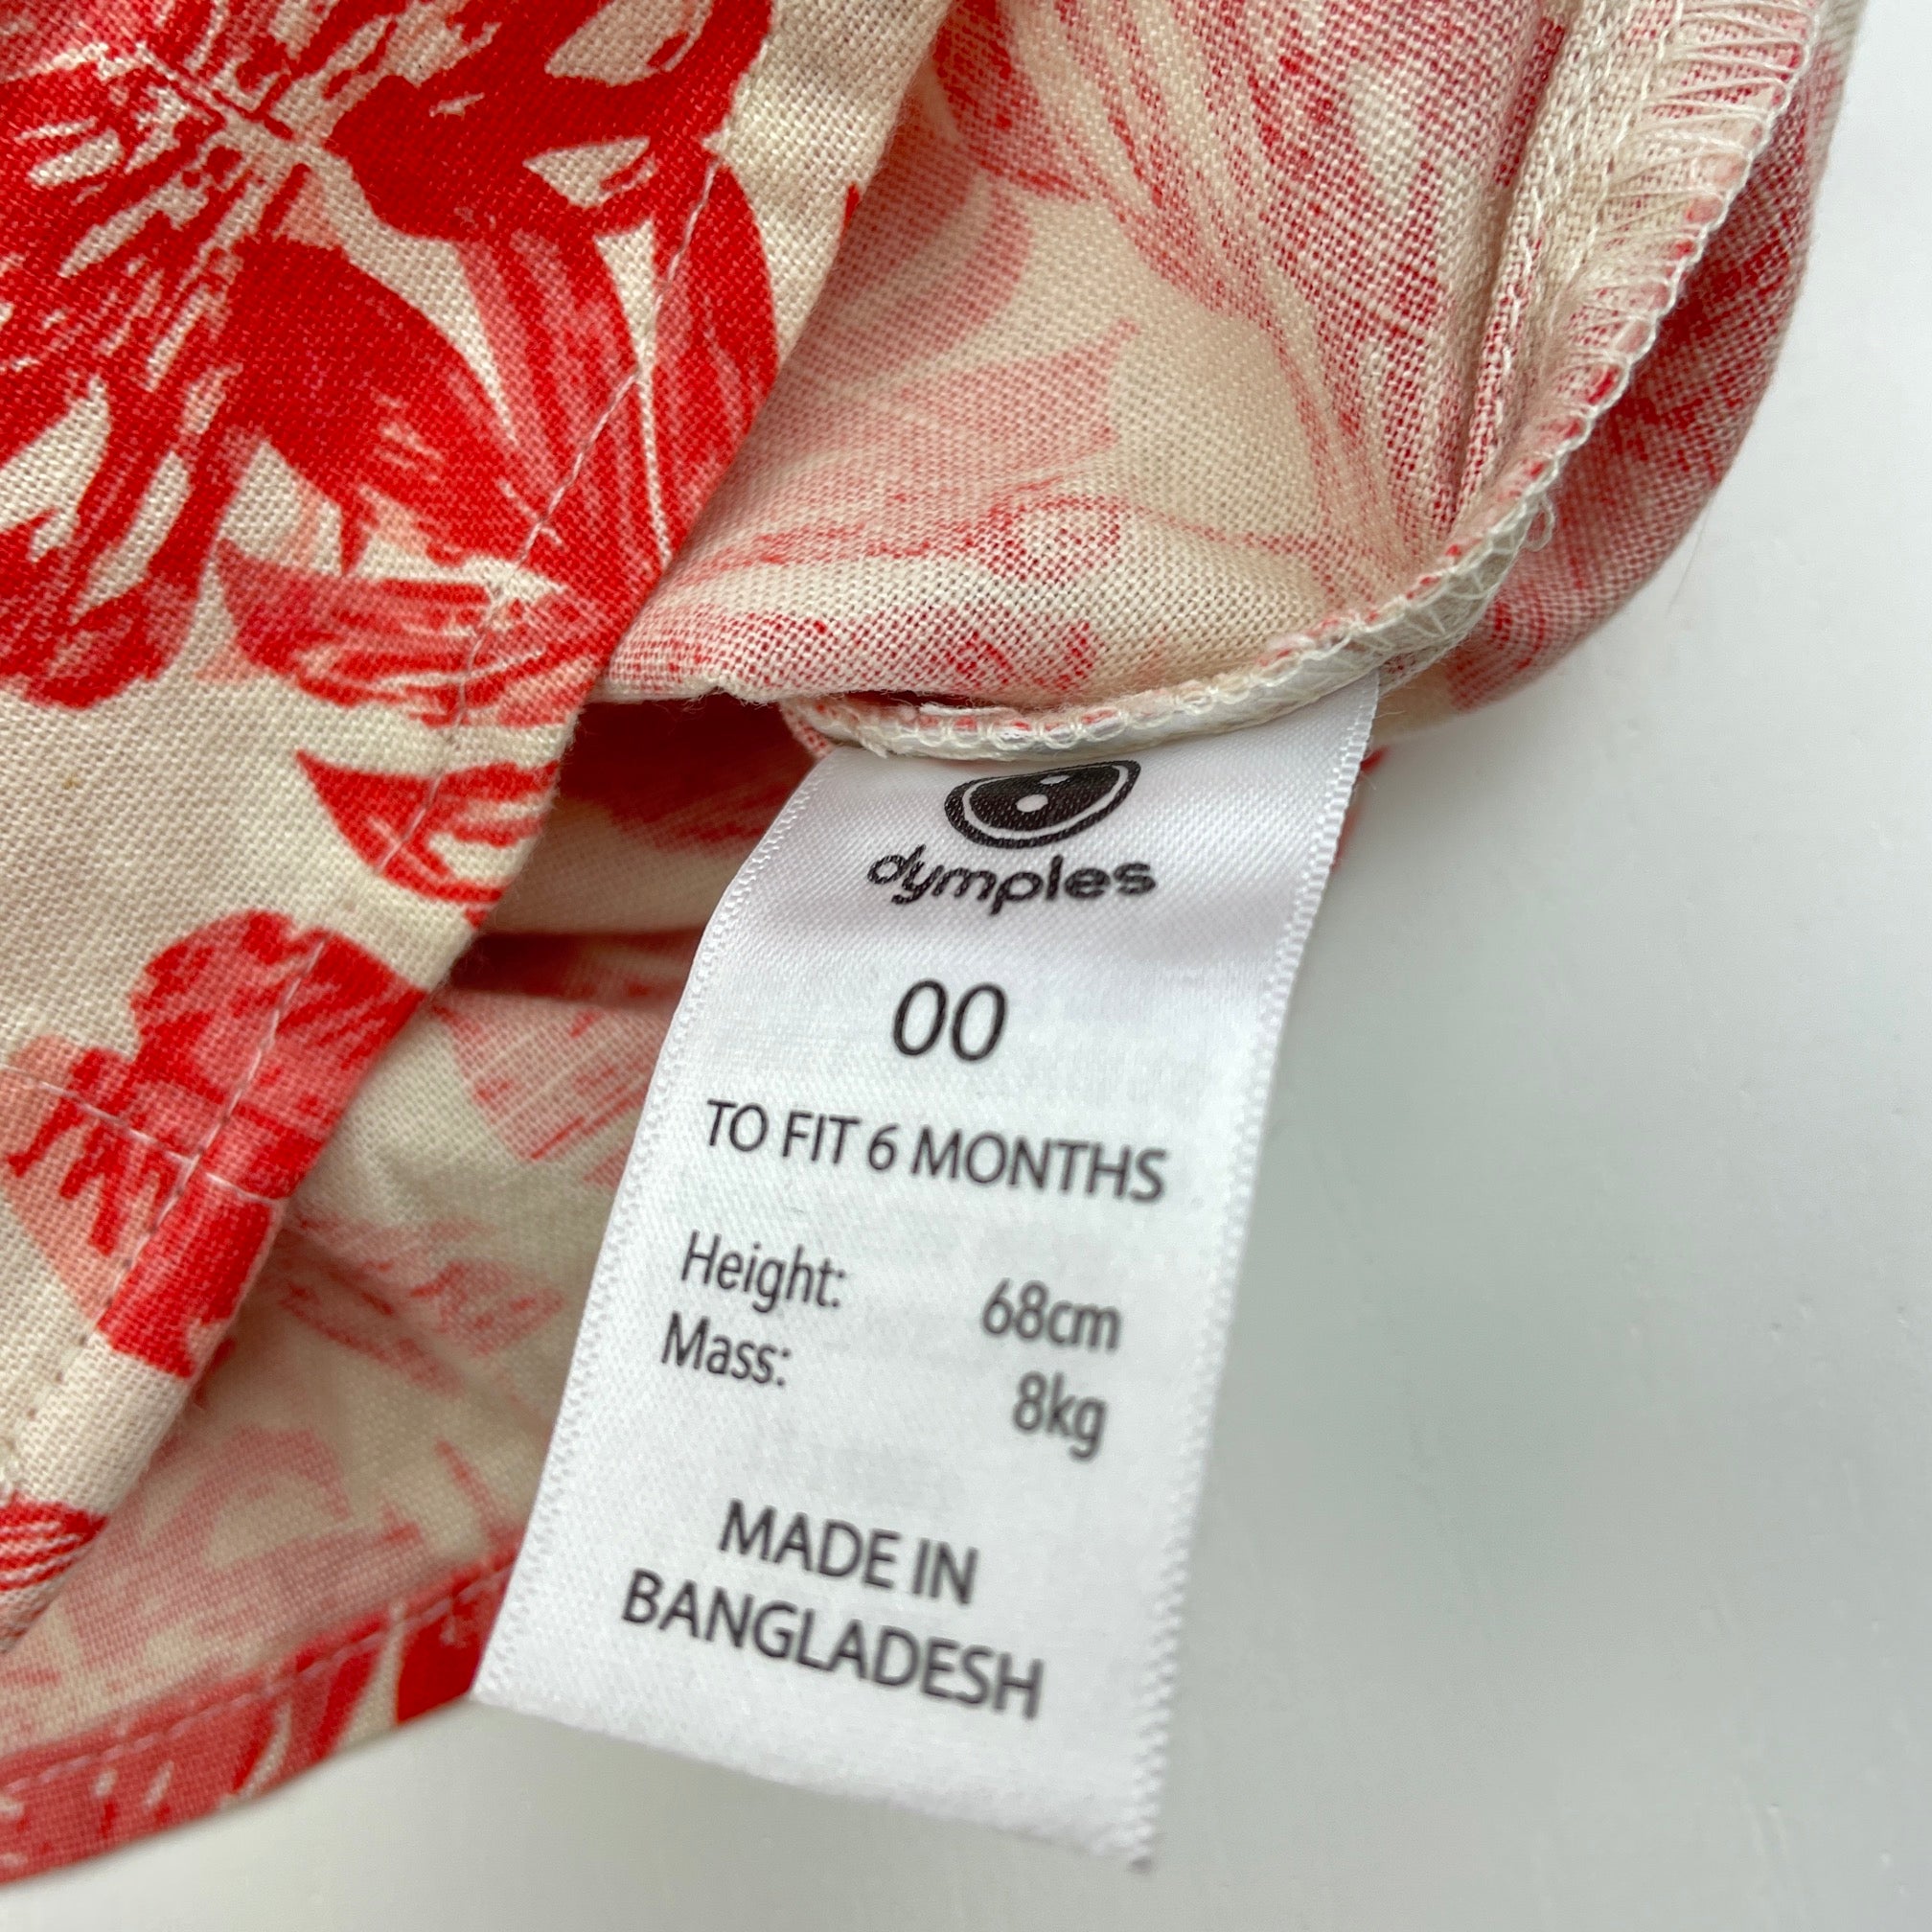 dymples
00
TO FIT 6 MONTHS
Height: 68cm
Mass: 8kg
MADE IN
BANGLADESH